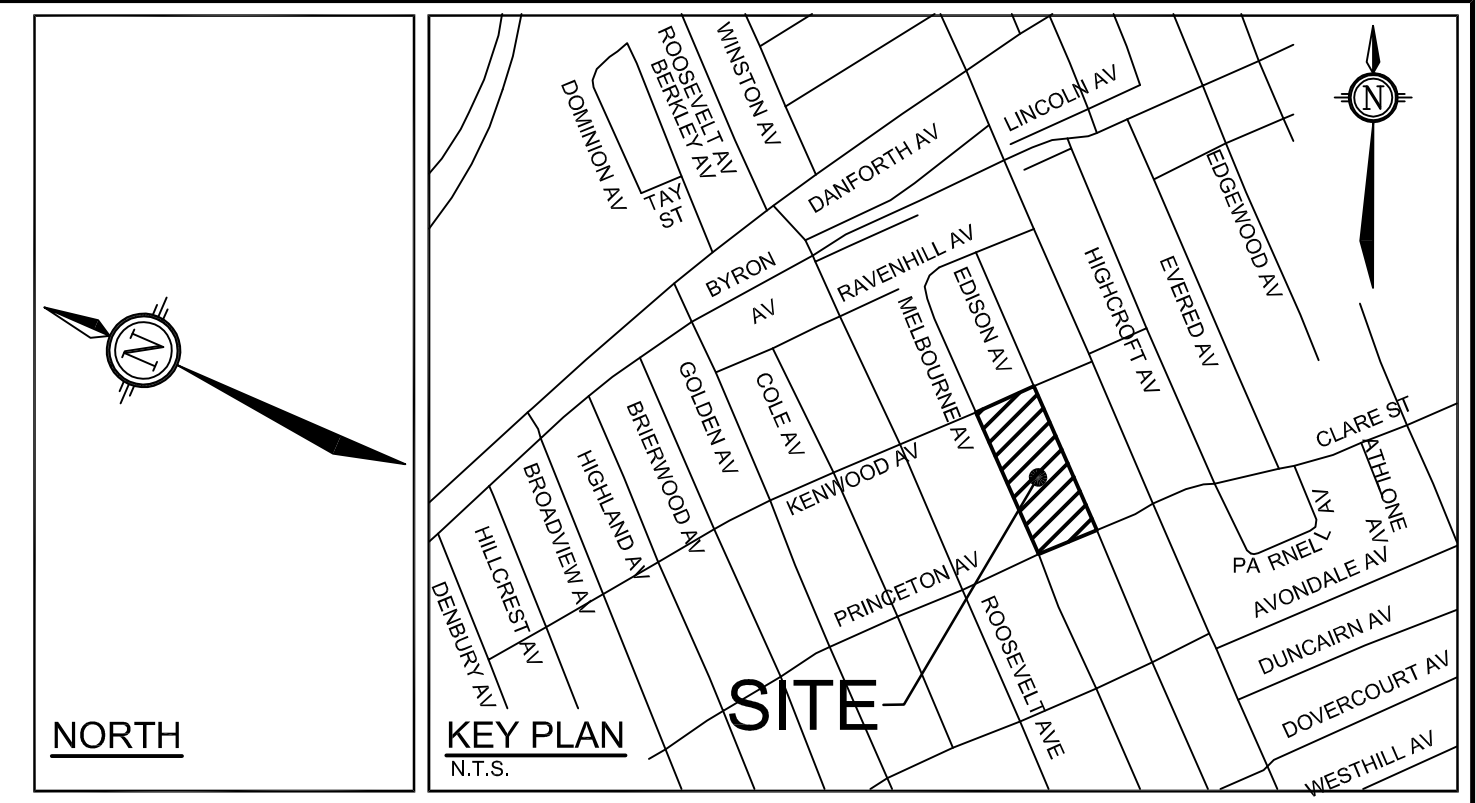 N
NORTH
DOMINION AV
ROOSEVELT AV
BERKLEY AV
WINSTON AV
TAY
ST
DANFORTH AV
LINCOLN AV
N
EDGEWOOD AV
BYRON
AV
RAVENHILL AV
EDISON AV
MELBOURNE AV
HIGHCROFT AV
EVERED AV
GOLDEN AV
COLE AV
BRIERWOOD AV
HIGHLAND AV
BROADVIEW AV
HILLCREST AV
DENBURY AV
KENWOOD AV
PRINCETON AV
CLARE ST
ATHLONE
AV
PARNELL
AV
AVONDALE AV
DUNCAIRN AV
DOVERCOURT AV
WESTHILL AV
ROOSEVELT AVE
SITE
KEY PLAN
N.T.S.